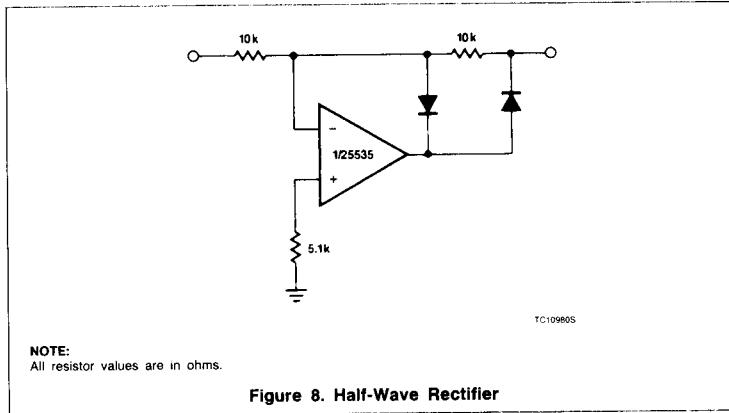 10k
10k
−
1/25535
+
5.1k
TC10980S
NOTE:
All resistor values are in ohms.
Figure 8. Half-Wave Rectifier